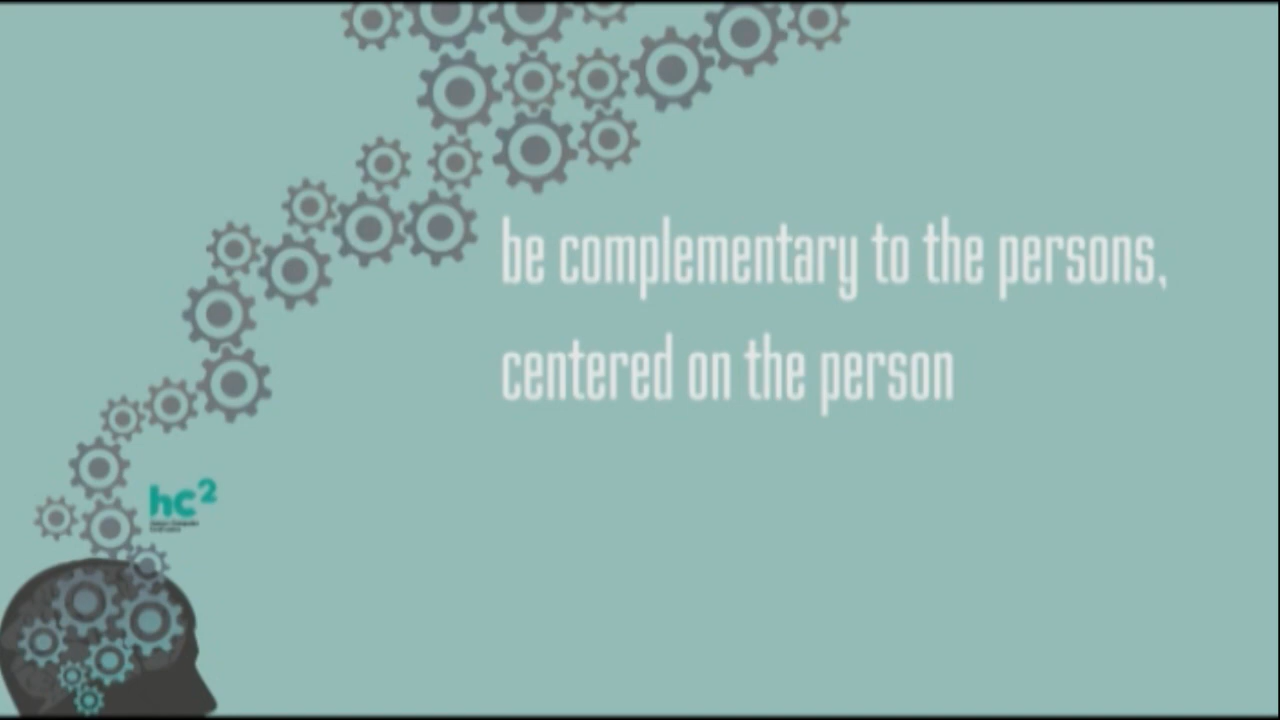 be complementary to the persons,
centered on the person
hc²